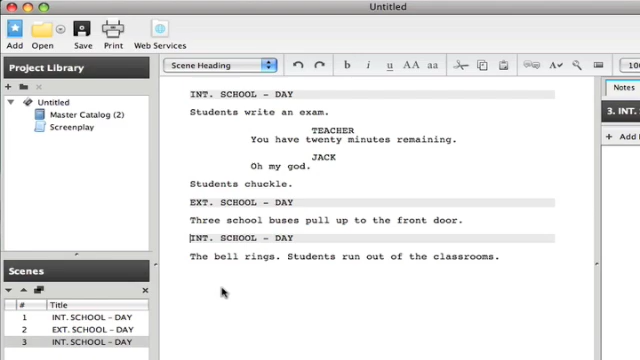 Untitled
Add
Open
Save
Print
Web Services
Project Library
Scene Heading
b i u AA aa
100
Untitled
Master Catalog (2)
Screenplay
Notes
3. INT.
Add
INT. SCHOOL - DAY
Students write an exam.
TEACHER
You have twenty minutes remaining.
JACK
Oh my god.
Students chuckle.
EXT. SCHOOL - DAY
Three school buses pull up to the front door.
INT. SCHOOL - DAY
The bell rings. Students run out of the classrooms.
Scenes
# Title
1 INT. SCHOOL - DAY
2 EXT. SCHOOL - DAY
3 INT. SCHOOL - DAY